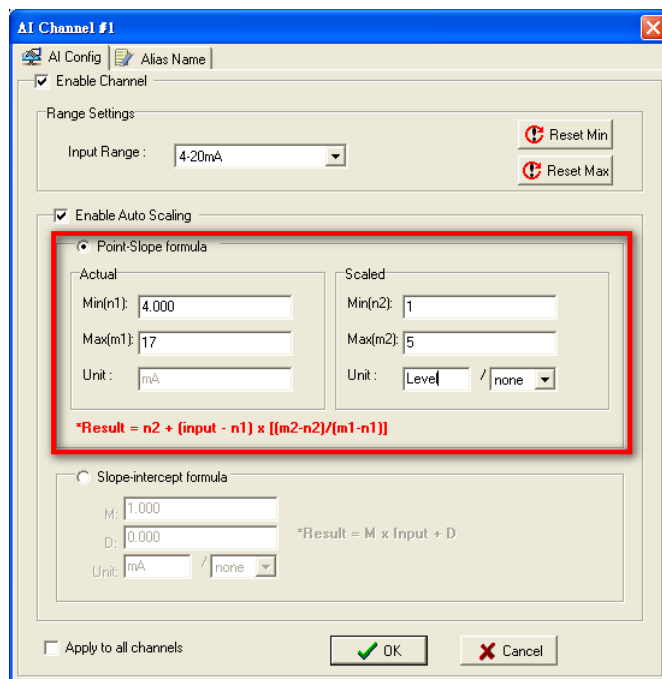 AI Channel #1
AI Config Alias Name
Enable Channel
Range Settings
Input Range : 4-20mA
Reset Min
Reset Max
Enable Auto Scaling
Point-Slope formula
Actual Scaled
Min(n1): 4.000 Min(n2): 1
Max(m1): 17 Max(m2): 5
Unit : mA Unit : Level / none
*Result = n2 + (input - n1) x [(m2-n2)/(m1-n1)]
Slope-intercept formula
M: 1.000
D: 0.000
*Result = M x Input + D
Unit: mA / none
Apply to all channels OK Cancel